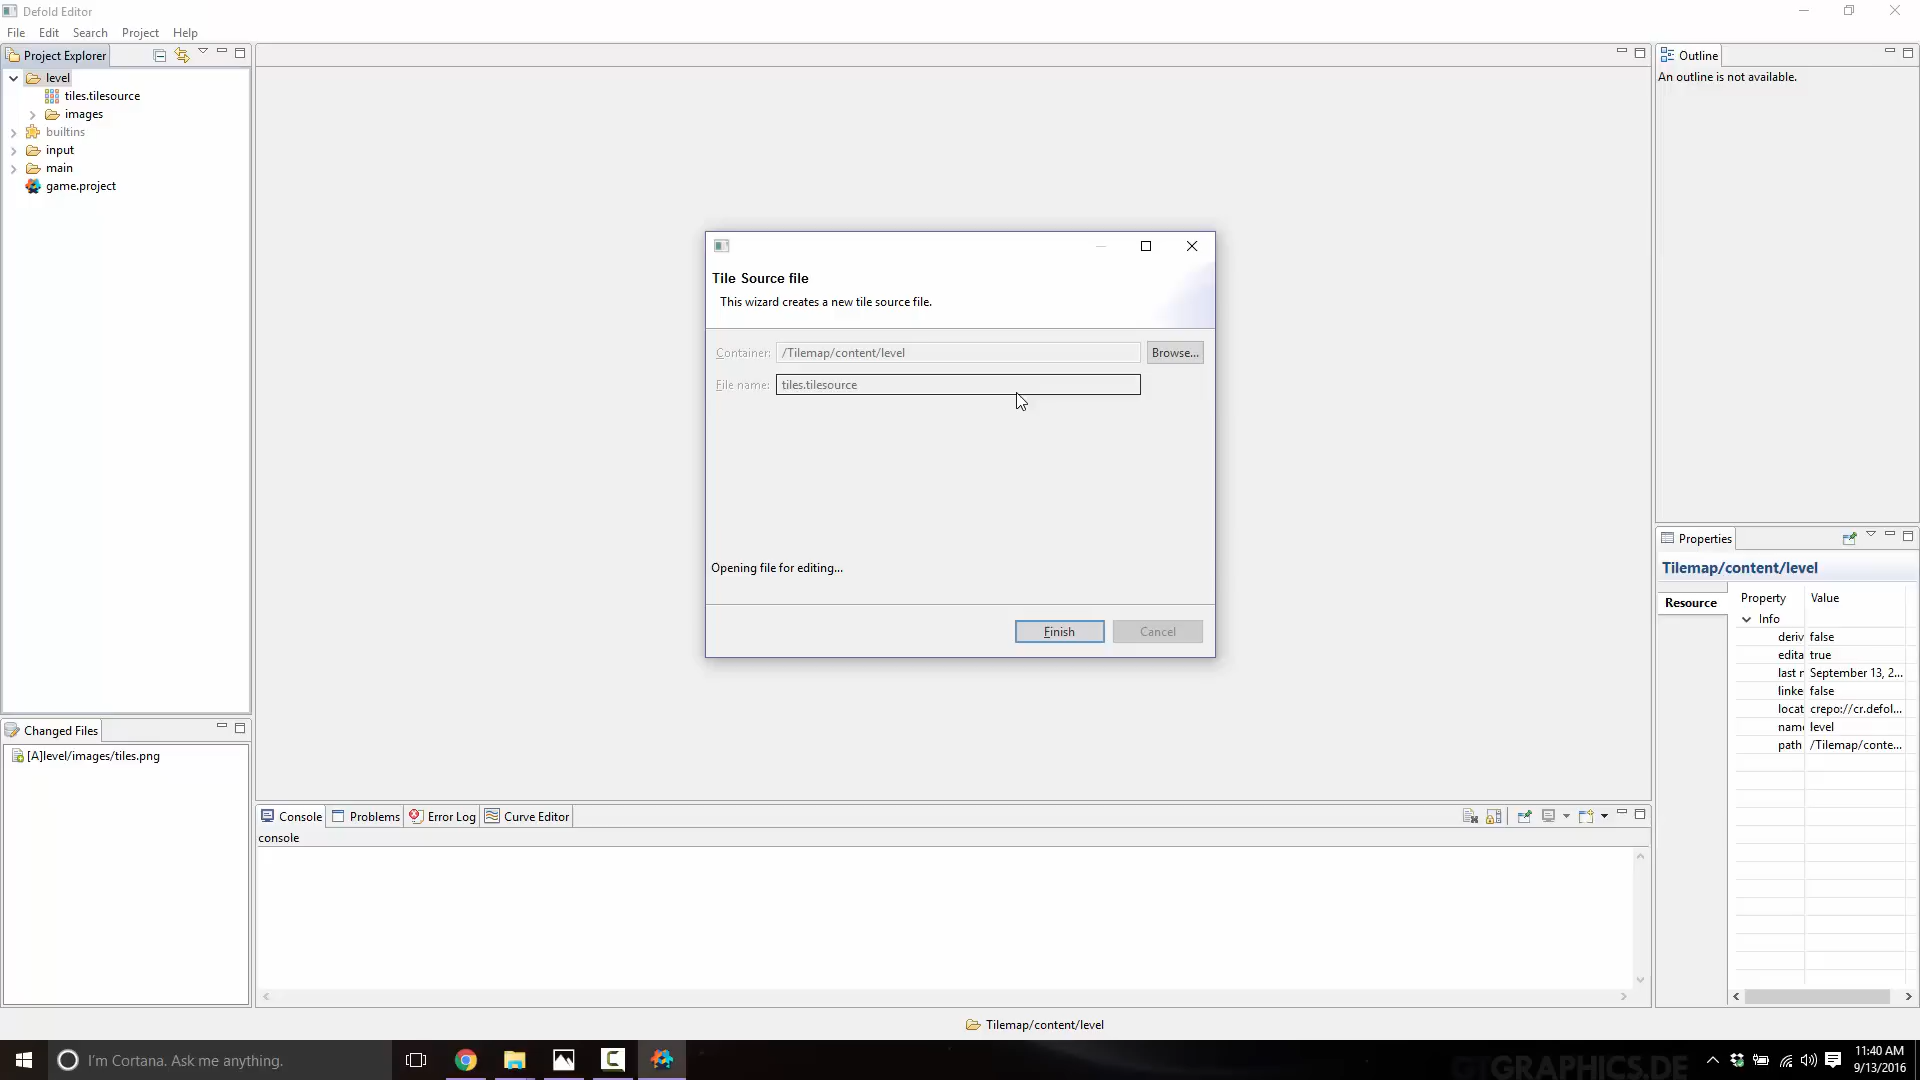 Defold Editor
File Edit Search Project Help
Project Explorer
level
tiles.tilesource
images
builtins
input
main
game.project
Changed Files
[A]level/images/tiles.png
Tile Source file
This wizard creates a new tile source file.
Container: /Tilemap/content/level Browse...
File name: tiles.tilesource
Opening file for editing...
Finish Cancel
Console Problems Error Log Curve Editor
console
Outline
An outline is not available.
Properties
Tilemap/content/level
Resource
Property Value
Info
deriv false
edita true
last r September 13, 2...
linke false
locat crepo://cr.defol...
name level
path /Tilemap/conte...
Tilemap/content/level
I'm Cortana. Ask me anything.
GTGRAPHICS.DE
11:40 AM
9/13/2016